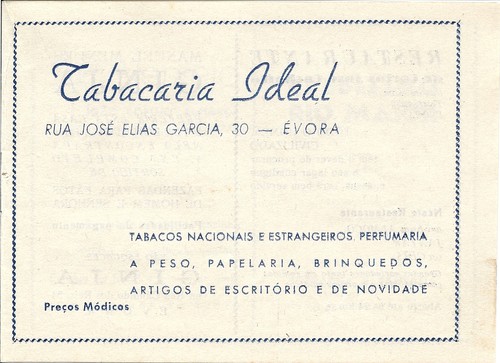 Tabacaria Ideal
RUA JOSÉ ELIAS GARCIA, 30 — ÉVORA
TABACOS NACIONAIS E ESTRANGEIROS. PERFUMARIA
A PESO, PAPELARIA, BRINQUEDOS,
ARTIGOS DE ESCRITÓRIO E DE NOVIDADE
Preços Módicos